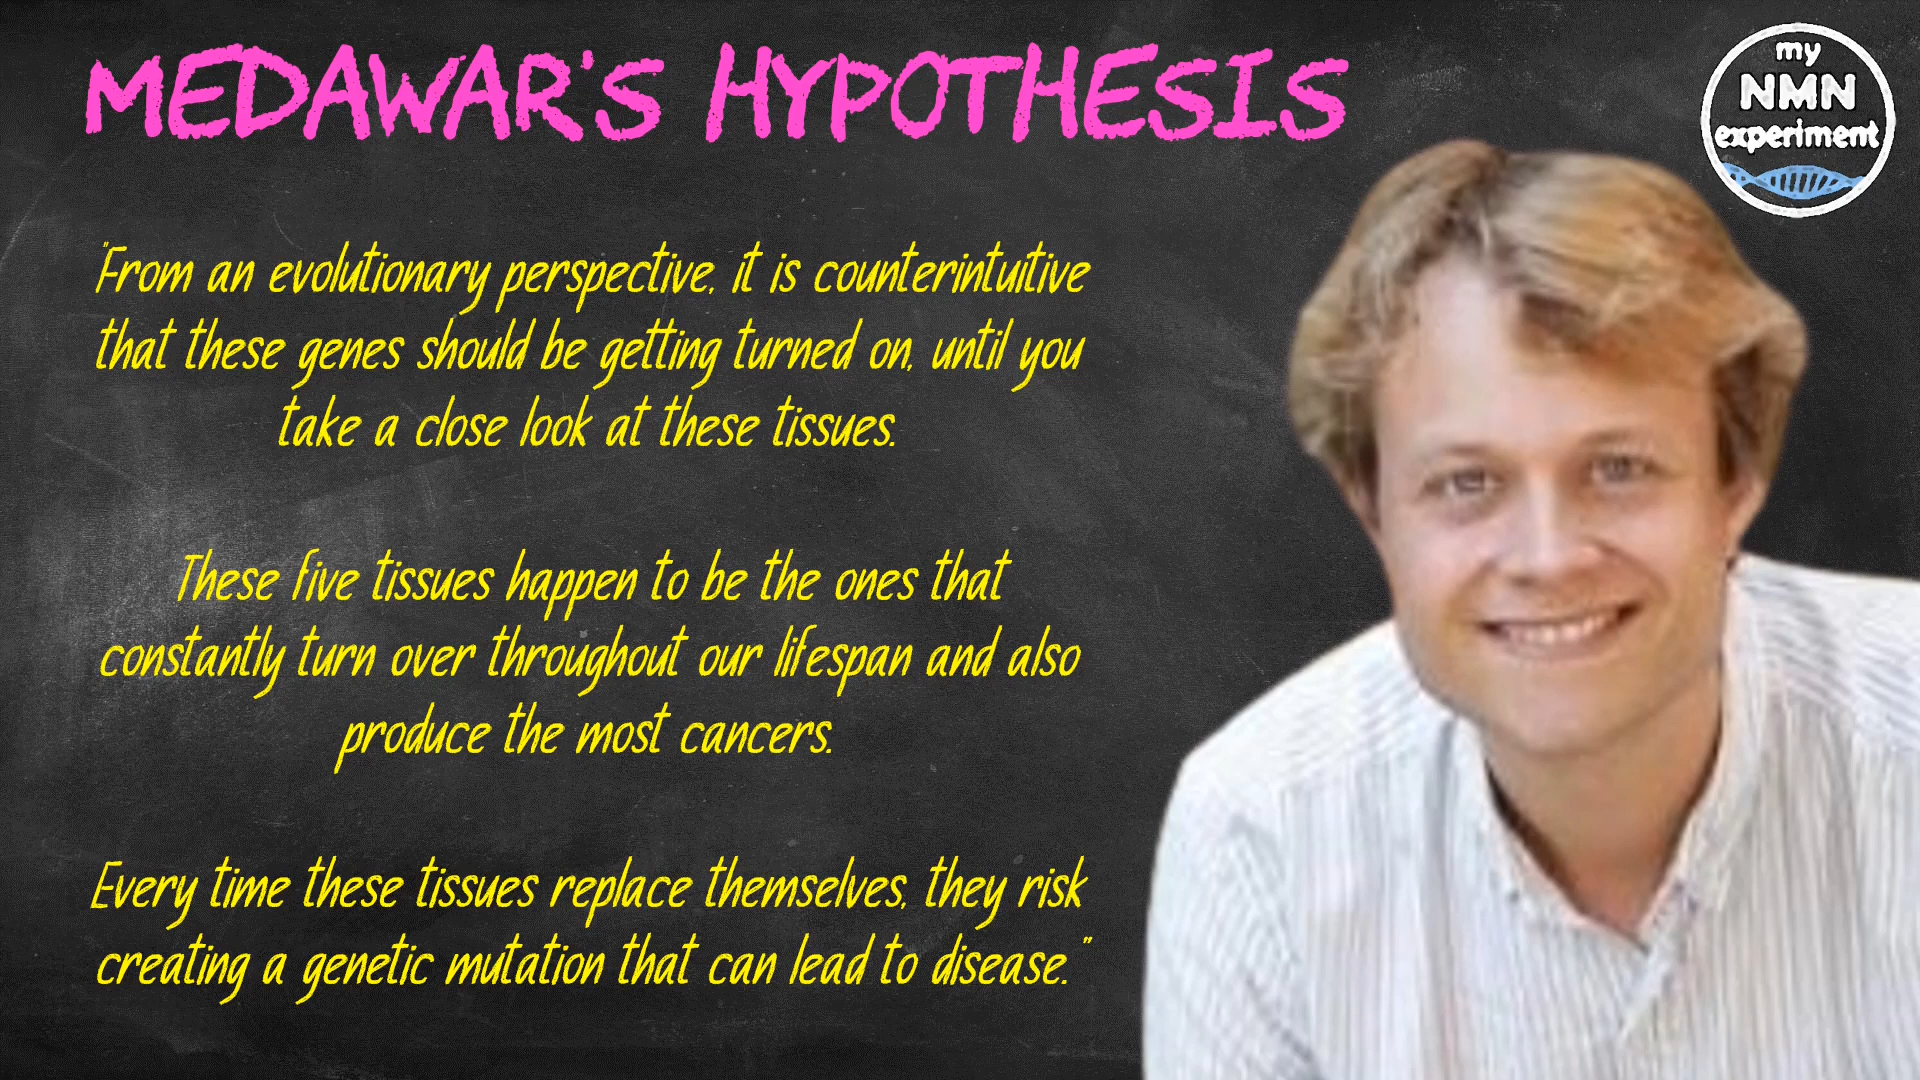 MEDAWAR'S HYPOTHESIS
my
NMN
experiment
"From an evolutionary perspective, it is counterintuitive
that these genes should be getting turned on, until you
take a close look at these tissues.
These five tissues happen to be the ones that
constantly turn over throughout our lifespan and also
produce the most cancers.
Every time these tissues replace themselves, they risk
creating a genetic mutation that can lead to disease."